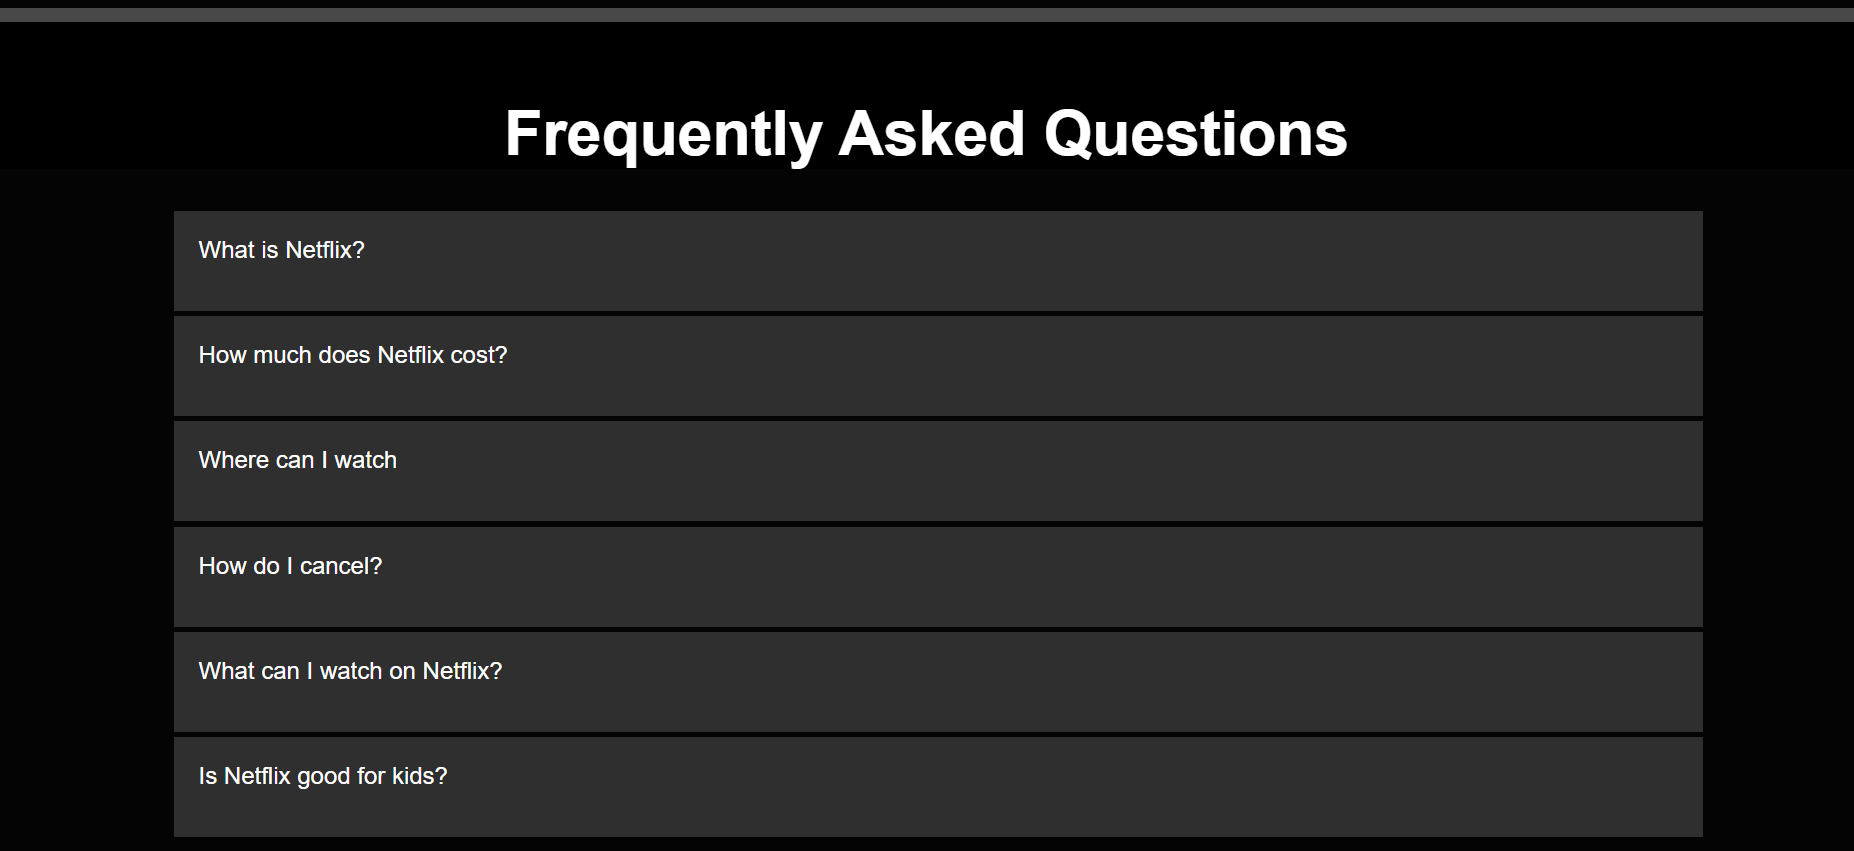 Frequently Asked Questions
What is Netflix?
How much does Netflix cost?
Where can I watch
How do I cancel?
What can I watch on Netflix?
Is Netflix good for kids?